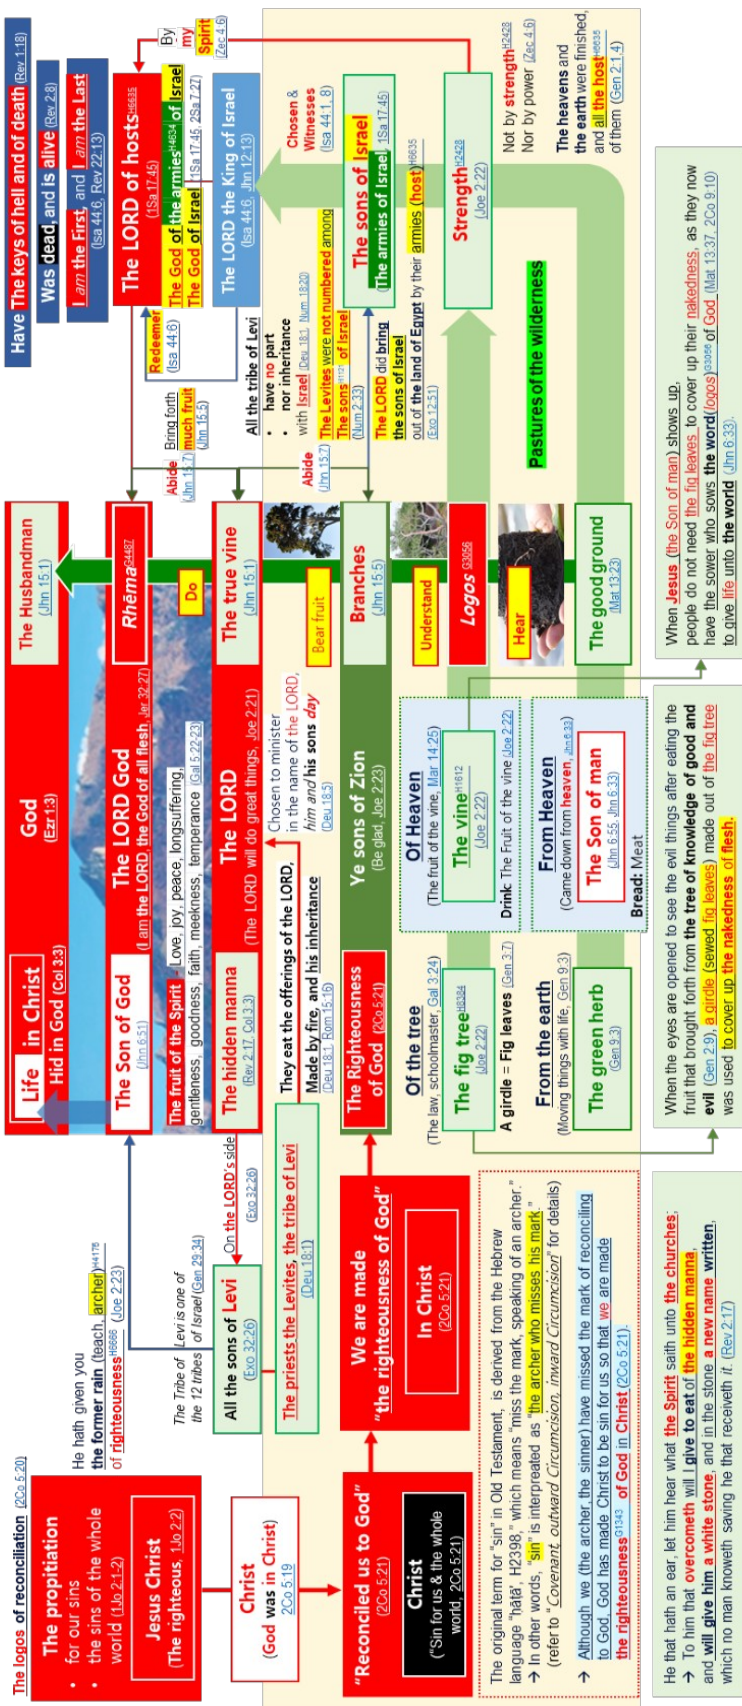 The logos of reconciliation (2Co 5:20)
The propitiation
• for our sins
• the sins of the whole
world (1Jo 2:1-2)
Jesus Christ
(The righteous, 1Jo 2:2)
He hath given you
the former rain (teach, archer)H4175
of righteousnessH6666 (Joe 2:23)
The Tribe of Levi is one of
the 12 tribes of Israel (Gen 29:34)
All the sons of Levi
(Exo 32:26)
On the LORD's side
(Exo 32:26)
The priests the Levites, the tribe of Levi
(Deu 18:1)
Christ
(God was in Christ)
2Co 5:19
"Reconciled us to God"
(2Co 5:21)
Christ
("Sin for us & the whole
world, 2Co 5:21)
We are made
"the righteousness of God"
In Christ
(2Co 5:21)
The original term for "sin" in Old Testament, is derived from the Hebrew
language "hâtâ', H2398," which means "miss the mark, speaking of an archer."
→ In other words, "sin" is interpreted as "the archer who misses his mark."
(refer to "Covenant, outward Circumcision, inward Circumcision" for details)
→ Although we (the archer, the sinner) have missed the mark of reconciling
to God, God has made Christ to be sin for us so that we are made
the righteousnessG1343 of God in Christ (2Co 5:21).
He that hath an ear, let him hear what the Spirit saith unto the churches;
→ To him that overcometh will I give to eat of the hidden manna,
and will give him a white stone, and in the stone a new name written,
which no man knoweth saving he that receiveth it. (Rev 2:17)
Life in Christ
Hid in God (Col 3:3)
God
(Ezr 1:3)
The Husbandman
(Jhn 15:1)
The Son of God
(Jhn 6:51)
The LORD God
(I am the LORD, the God of all flesh, Jer 32:27)
RhēmaG4487
The fruit of the Spirit - Love, joy, peace, longsuffering,
gentleness, goodness, faith, meekness, temperance (Gal 5:22-23)
Do
The hidden manna
(Rev 2:17, Col 3:3)
The LORD
(The LORD will do great things, Joe 2:21)
The true vine
(Jhn 15:1)
They eat the offerings of the LORD,
Made by fire, and his inheritance
(Deu 18:1, Rom 15:16)
Chosen to minister
in the name of the LORD,
him and his sons day
(Deu 18:5)
Bear fruit
The Righteousness
of God (2Co 5:21)
Ye sons of Zion
(Be glad, Joe 2:23)
Branches
(Jhn 15:5)
Understand
Of the tree
(The law, schoolmaster, Gal 3:24)
The fig treeH8384
(Joe 2:22)
A girdle = Fig leaves (Gen 3:7)
Of Heaven
(The fruit of the vine, Mar 14:25)
The vineH1612
(Joe 2:22)
Drink: The Fruit of the vine (Joe 2:22)
Logos G3056
Hear
From the earth
(Moving things with life, Gen 9:3)
The green herb
(Gen 9:3)
From Heaven
(Came down from heaven, Jhn 6:33)
The Son of man
(Jhn 6:55, Jhn 6:33)
Bread: Meat
The good ground
(Mat 13:23)
When the eyes are opened to see the evil things after eating the
fruit that brought forth from the tree of knowledge of good and
evil (Gen 2:9), a girdle (sewed fig leaves) made out of the fig tree
was used to cover up the nakedness of flesh.
Have The keys of hell and of death (Rev 1:18)
Was dead, and is alive (Rev 2:8)
I am the First, and I am the Last
(Isa 44:6, Rev 22:13)
The LORD of hostsH6635
(1Sa 17:45)
The God of the armiesH4634 of Israel
The God of Israel (1Sa 17:45, 2Sa 7:27)
The LORD the King of Israel
(Isa 44:6, Jhn 12:13)
By
my
Spirit
(Zec 4:6)
Redeemer
(Isa 44:6)
Abide
(Jhn 15:7)
Bring forth
much fruit
(Jhn 15:5)
All the tribe of Levi
• have no part
• nor inheritance
with Israel (Deu 18:1, Num 18:20)
Abide
(Jhn 15:7)
The Levites were not numbered among
The sonsH1121 of Israel
(Num 2:33)
Chosen &
Witnesses
(Isa 44:1, 8)
The sons of Israel
(The armies of Israel, 1Sa 17:45)
The LORD did bring
the sons of Israel
out of the land of Egypt by their armies (host)H6635
(Exo 12:51)
StrengthH2428
(Joe 2:22)
Not by strengthH2428
Nor by power (Zec 4:6)
The heavens and
the earth were finished,
and all the hostH6635
of them (Gen 2:1,4)
Pastures of the wilderness
When Jesus (the Son of man) shows up,
people do not need the fig leaves to cover up their nakedness, as they now
have the sower who sows the word(logos)G3056 of God (Mat 13:37, 2Co 9:10)
to give life unto the world (Jhn 6:33).